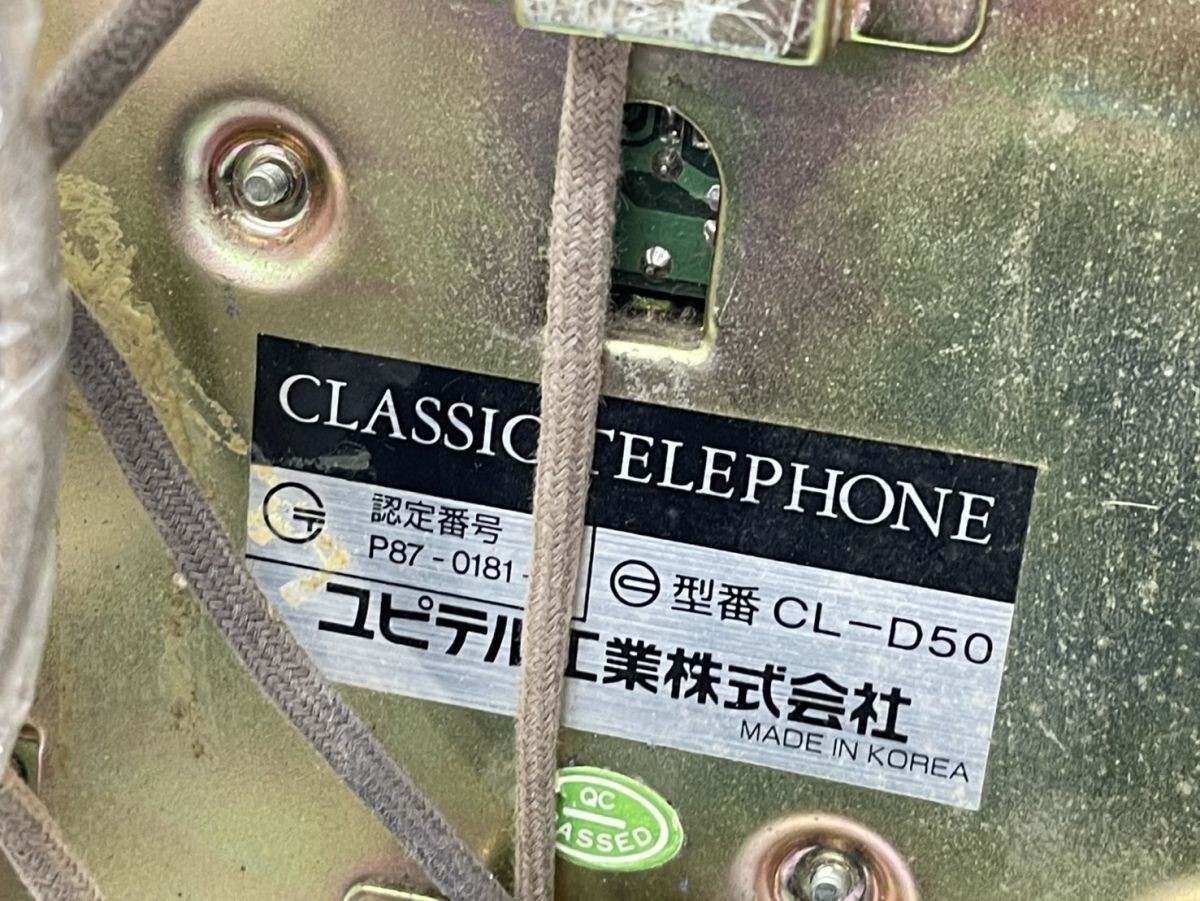 CLASSIC TELEPHONE
認定番号
P87-0181-
型番 CL-D50
ユピテル工業株式会社
MADE IN KOREA
QC
PASSED